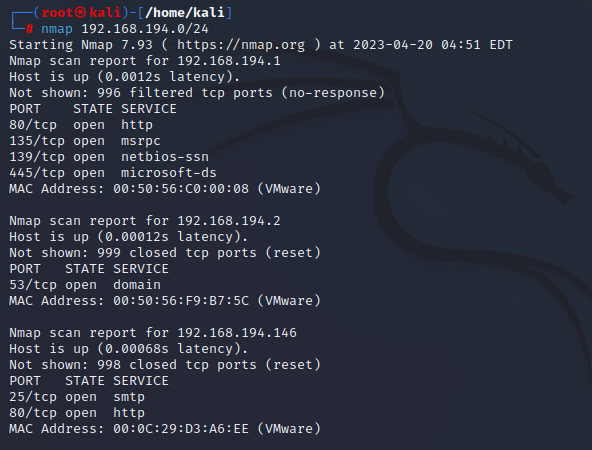 ┌──(root㉿kali)-[/home/kali]
└─# nmap 192.168.194.0/24
Starting Nmap 7.93 ( https://nmap.org ) at 2023-04-20 04:51 EDT
Nmap scan report for 192.168.194.1
Host is up (0.0012s latency).
Not shown: 996 filtered tcp ports (no-response)
PORT    STATE SERVICE
80/tcp  open  http
135/tcp open  msrpc
139/tcp open  netbios-ssn
445/tcp open  microsoft-ds
MAC Address: 00:50:56:C0:00:08 (VMware)

Nmap scan report for 192.168.194.2
Host is up (0.00012s latency).
Not shown: 999 closed tcp ports (reset)
PORT   STATE SERVICE
53/tcp open  domain
MAC Address: 00:50:56:F9:B7:5C (VMware)

Nmap scan report for 192.168.194.146
Host is up (0.00068s latency).
Not shown: 998 closed tcp ports (reset)
PORT   STATE SERVICE
25/tcp open  smtp
80/tcp open  http
MAC Address: 00:0C:29:D3:A6:EE (VMware)